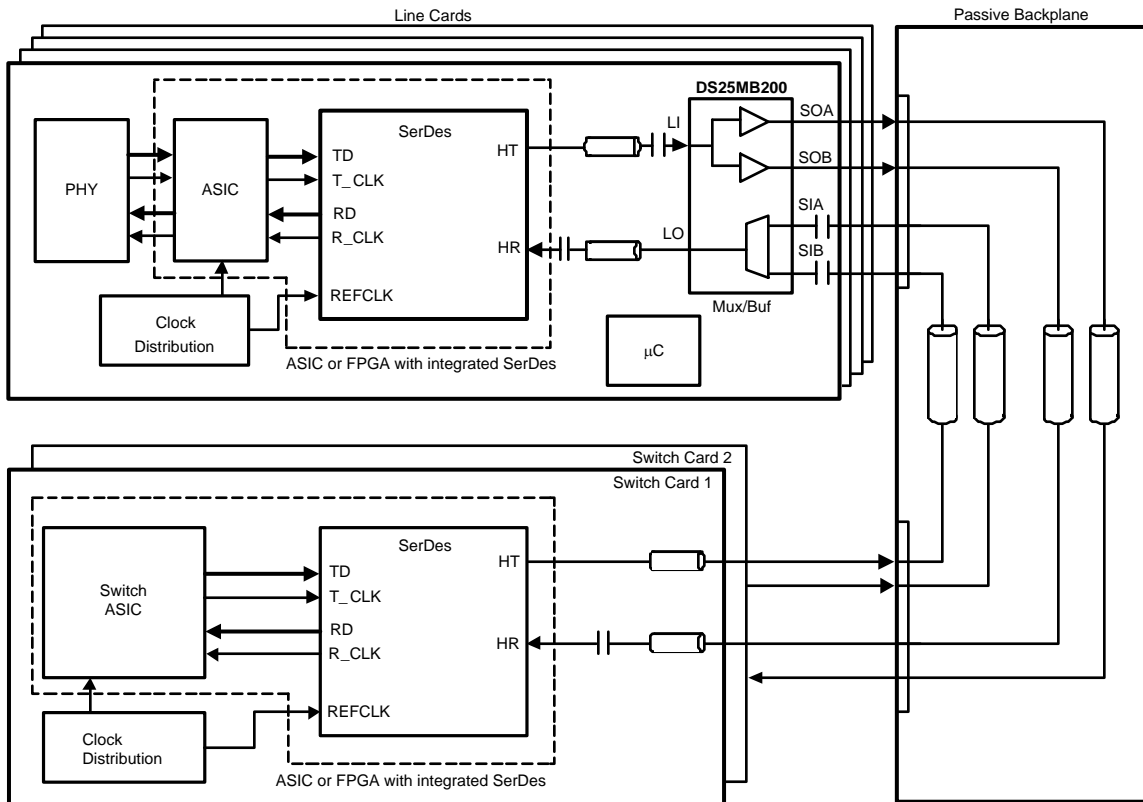 Line Cards
Passive Backplane
DS25MB200
SerDes
LI
SOA
HT
TD
PHY
ASIC
T_CLK
SOB
RD
SIA
R_CLK
LO
HR
SIB
REFCLK
Mux/Buf
Clock
Distribution
μC
ASIC or FPGA with integrated SerDes
Switch Card 2
Switch Card 1
SerDes
HT
TD
Switch
ASIC
T_CLK
RD
HR
R_CLK
REFCLK
Clock
Distribution
ASIC or FPGA with integrated SerDes